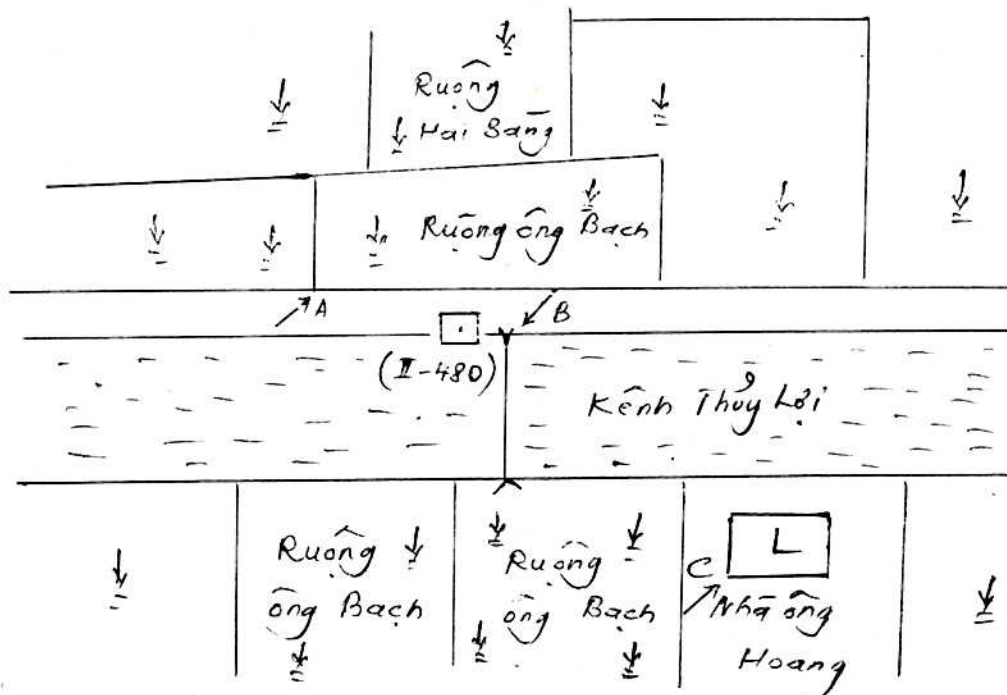 Ruộng
Hai Sang
Ruộng ông Bạch
A
B
(II-480)
Kênh Thủy Lợi
Ruộng
ông Bạch
Ruộng
ông Bạch
L
C
Nhà ông
Hoang